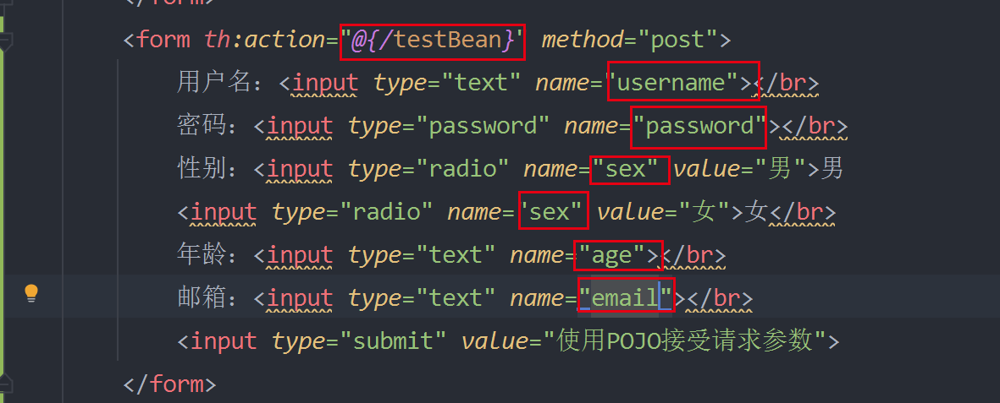 </form>
<form th:action="@{/testBean}" method="post">
用户名：<input type="text" name="username"></br>
密码：<input type="password" name="password"></br>
性别：<input type="radio" name="sex" value="男">男
<input type="radio" name="sex" value="女">女</br>
年龄：<input type="text" name="age"></br>
邮箱：<input type="text" name="email"></br>
<input type="submit" value="使用POJO接受请求参数">
</form>